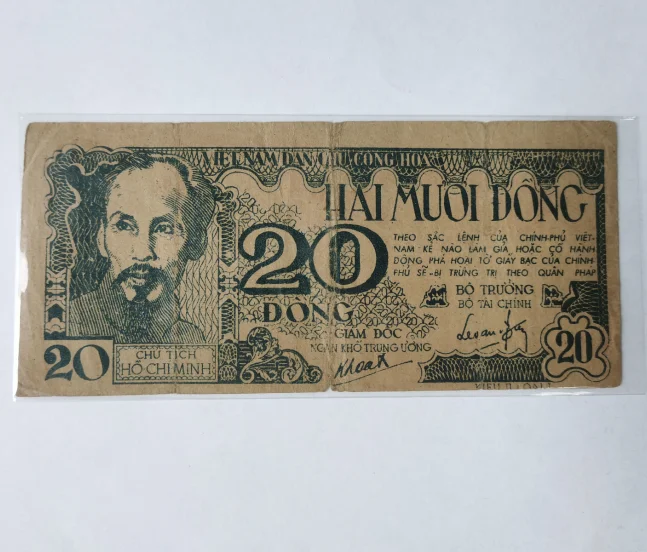 VIỆT NAM DÂN CHỦ CỘNG HÒA
HAI MƯƠI ĐỒNG
20
ĐỒNG
THEO SẮC LỆNH CỦA CHÍNH-PHỦ VIỆT-
NAM KẺ NÀO LÀM GIẢ, HOẶC CÓ HÀNH
ĐỘNG PHÁ HOẠI TỜ GIẤY BẠC CỦA CHÍNH-
PHỦ SẼ BỊ TRỪNG TRỊ THEO QUÂN PHÁP
BỘ TRƯỞNG
BỘ TÀI CHÍNH
GIÁM ĐỐC
NGÂN KHỐ TRUNG ƯƠNG
20
CHỦ TỊCH
HỒ CHÍ MINH
20